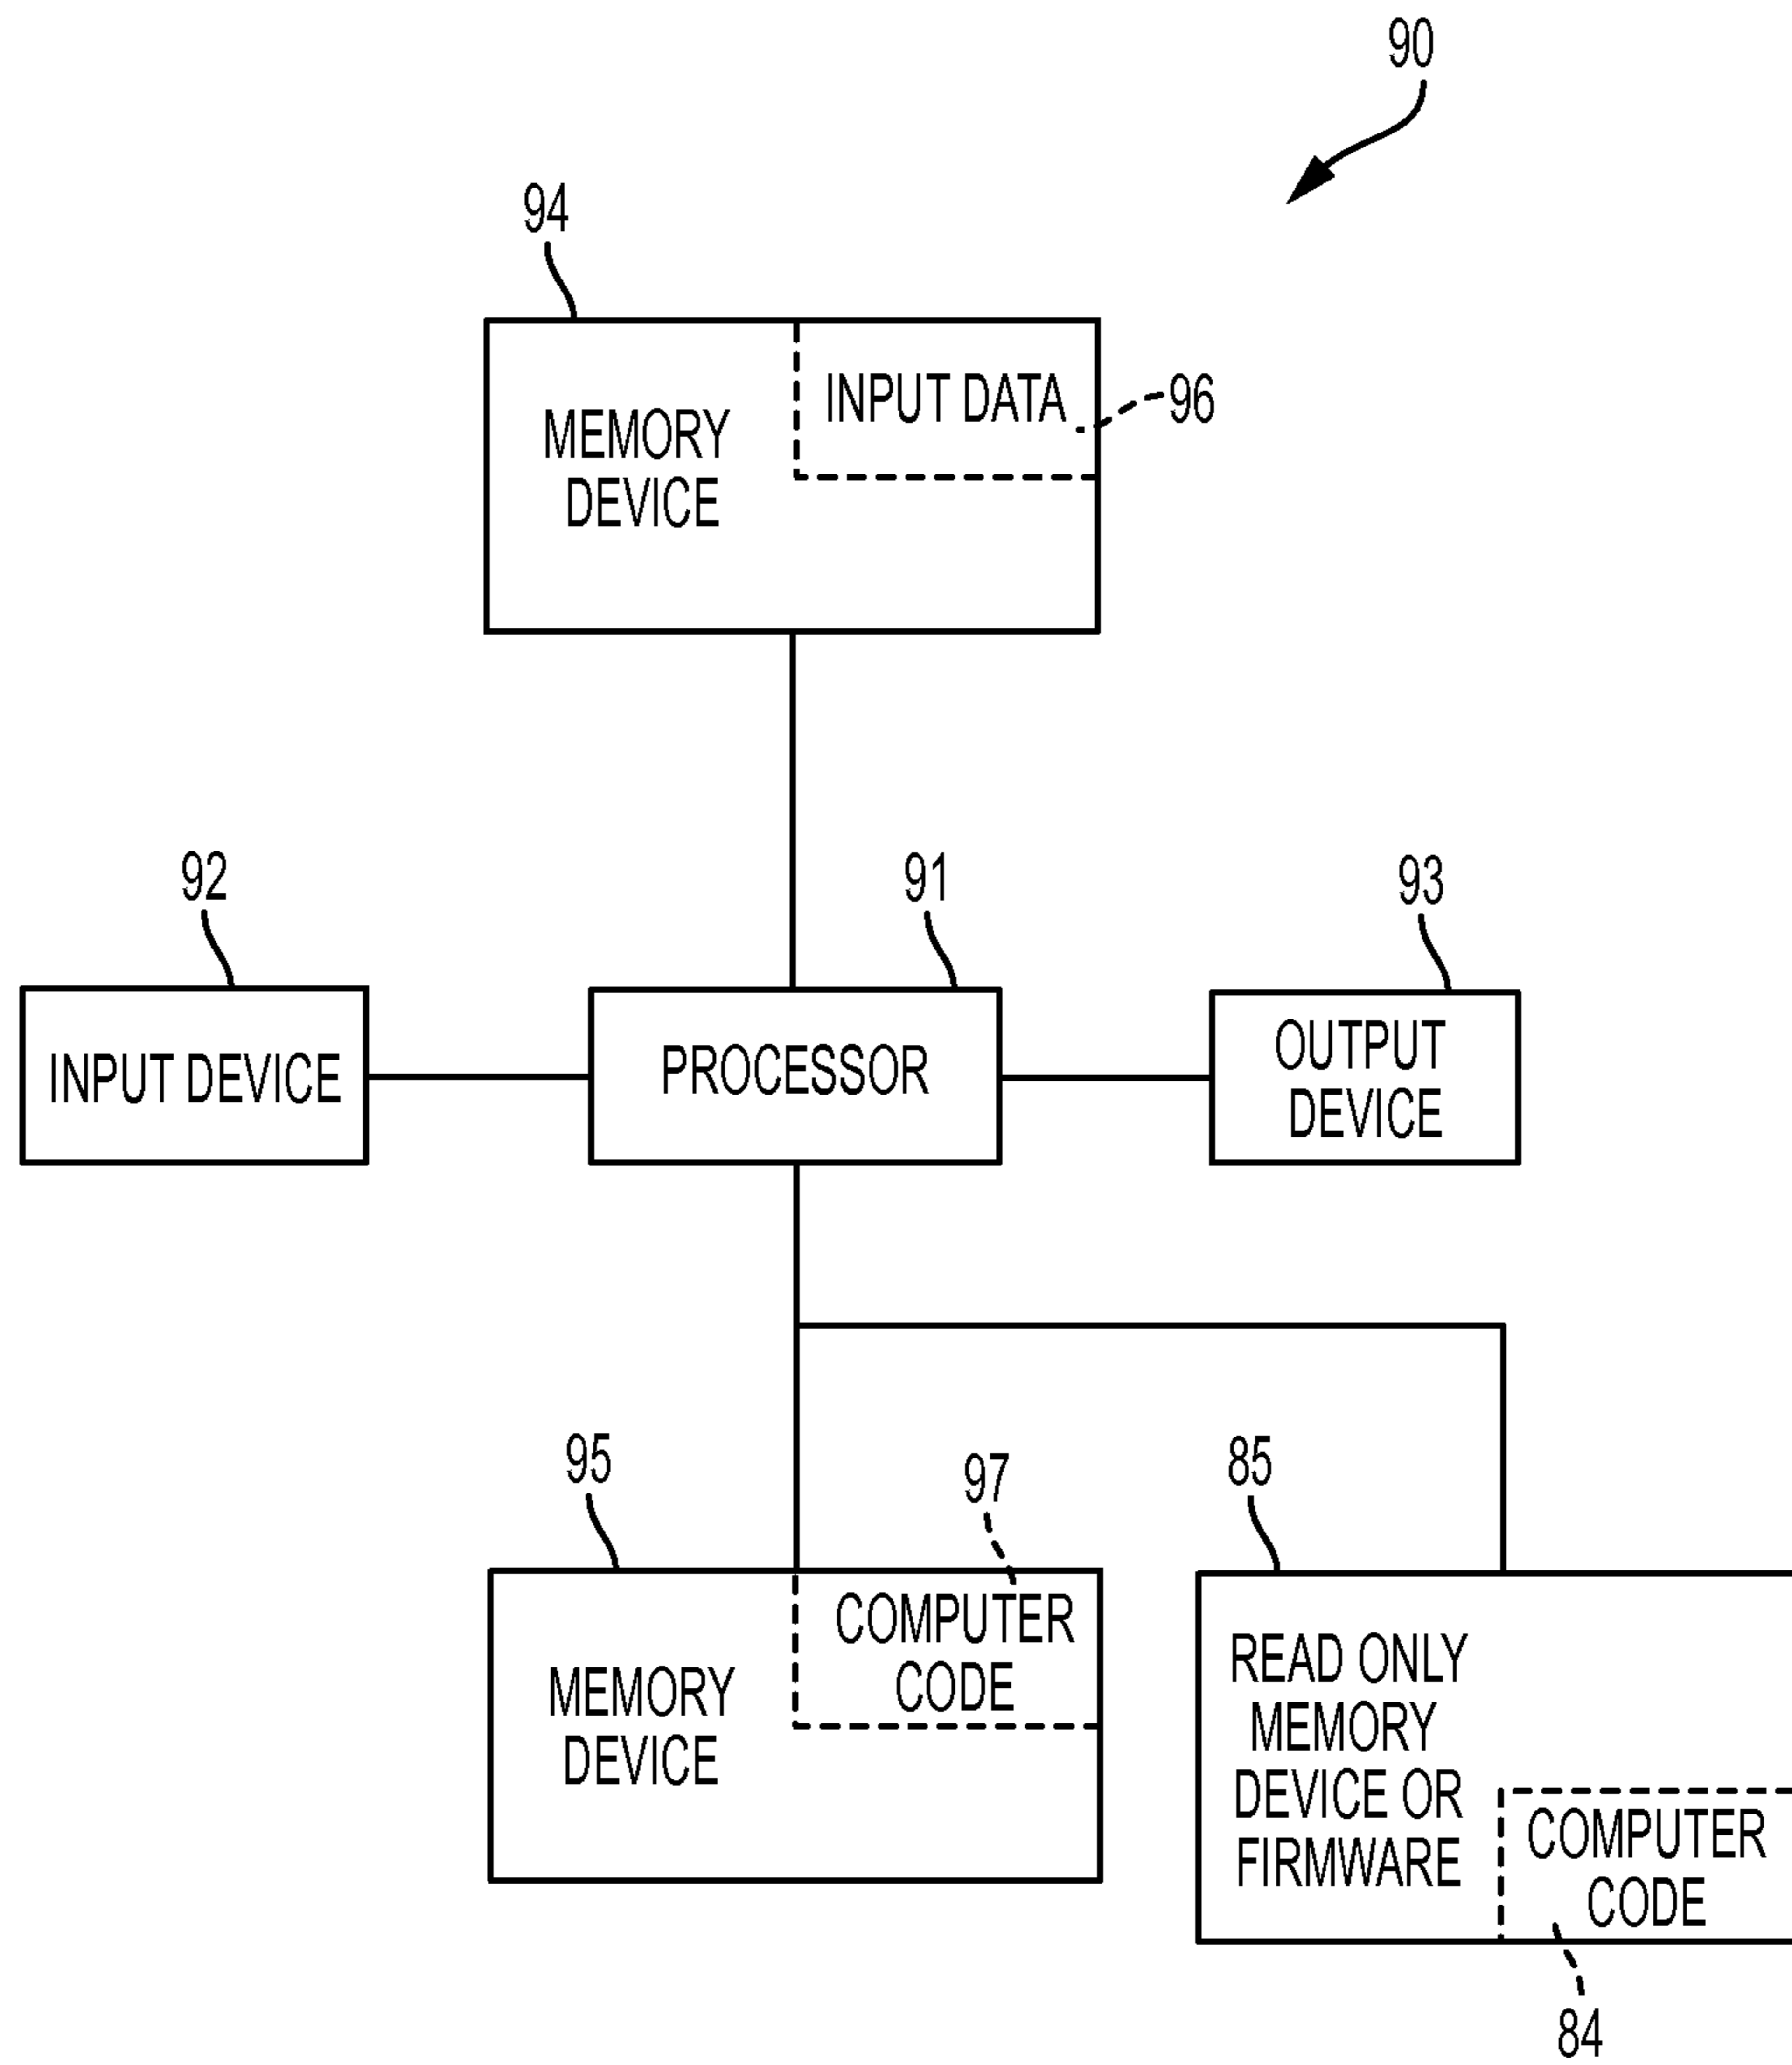 90
94
INPUT DATA
96
MEMORY
DEVICE
92
91
93
INPUT DEVICE
PROCESSOR
OUTPUT
DEVICE
95
97
85
COMPUTER
CODE
MEMORY
DEVICE
READ ONLY
MEMORY
DEVICE OR
FIRMWARE
COMPUTER
CODE
84